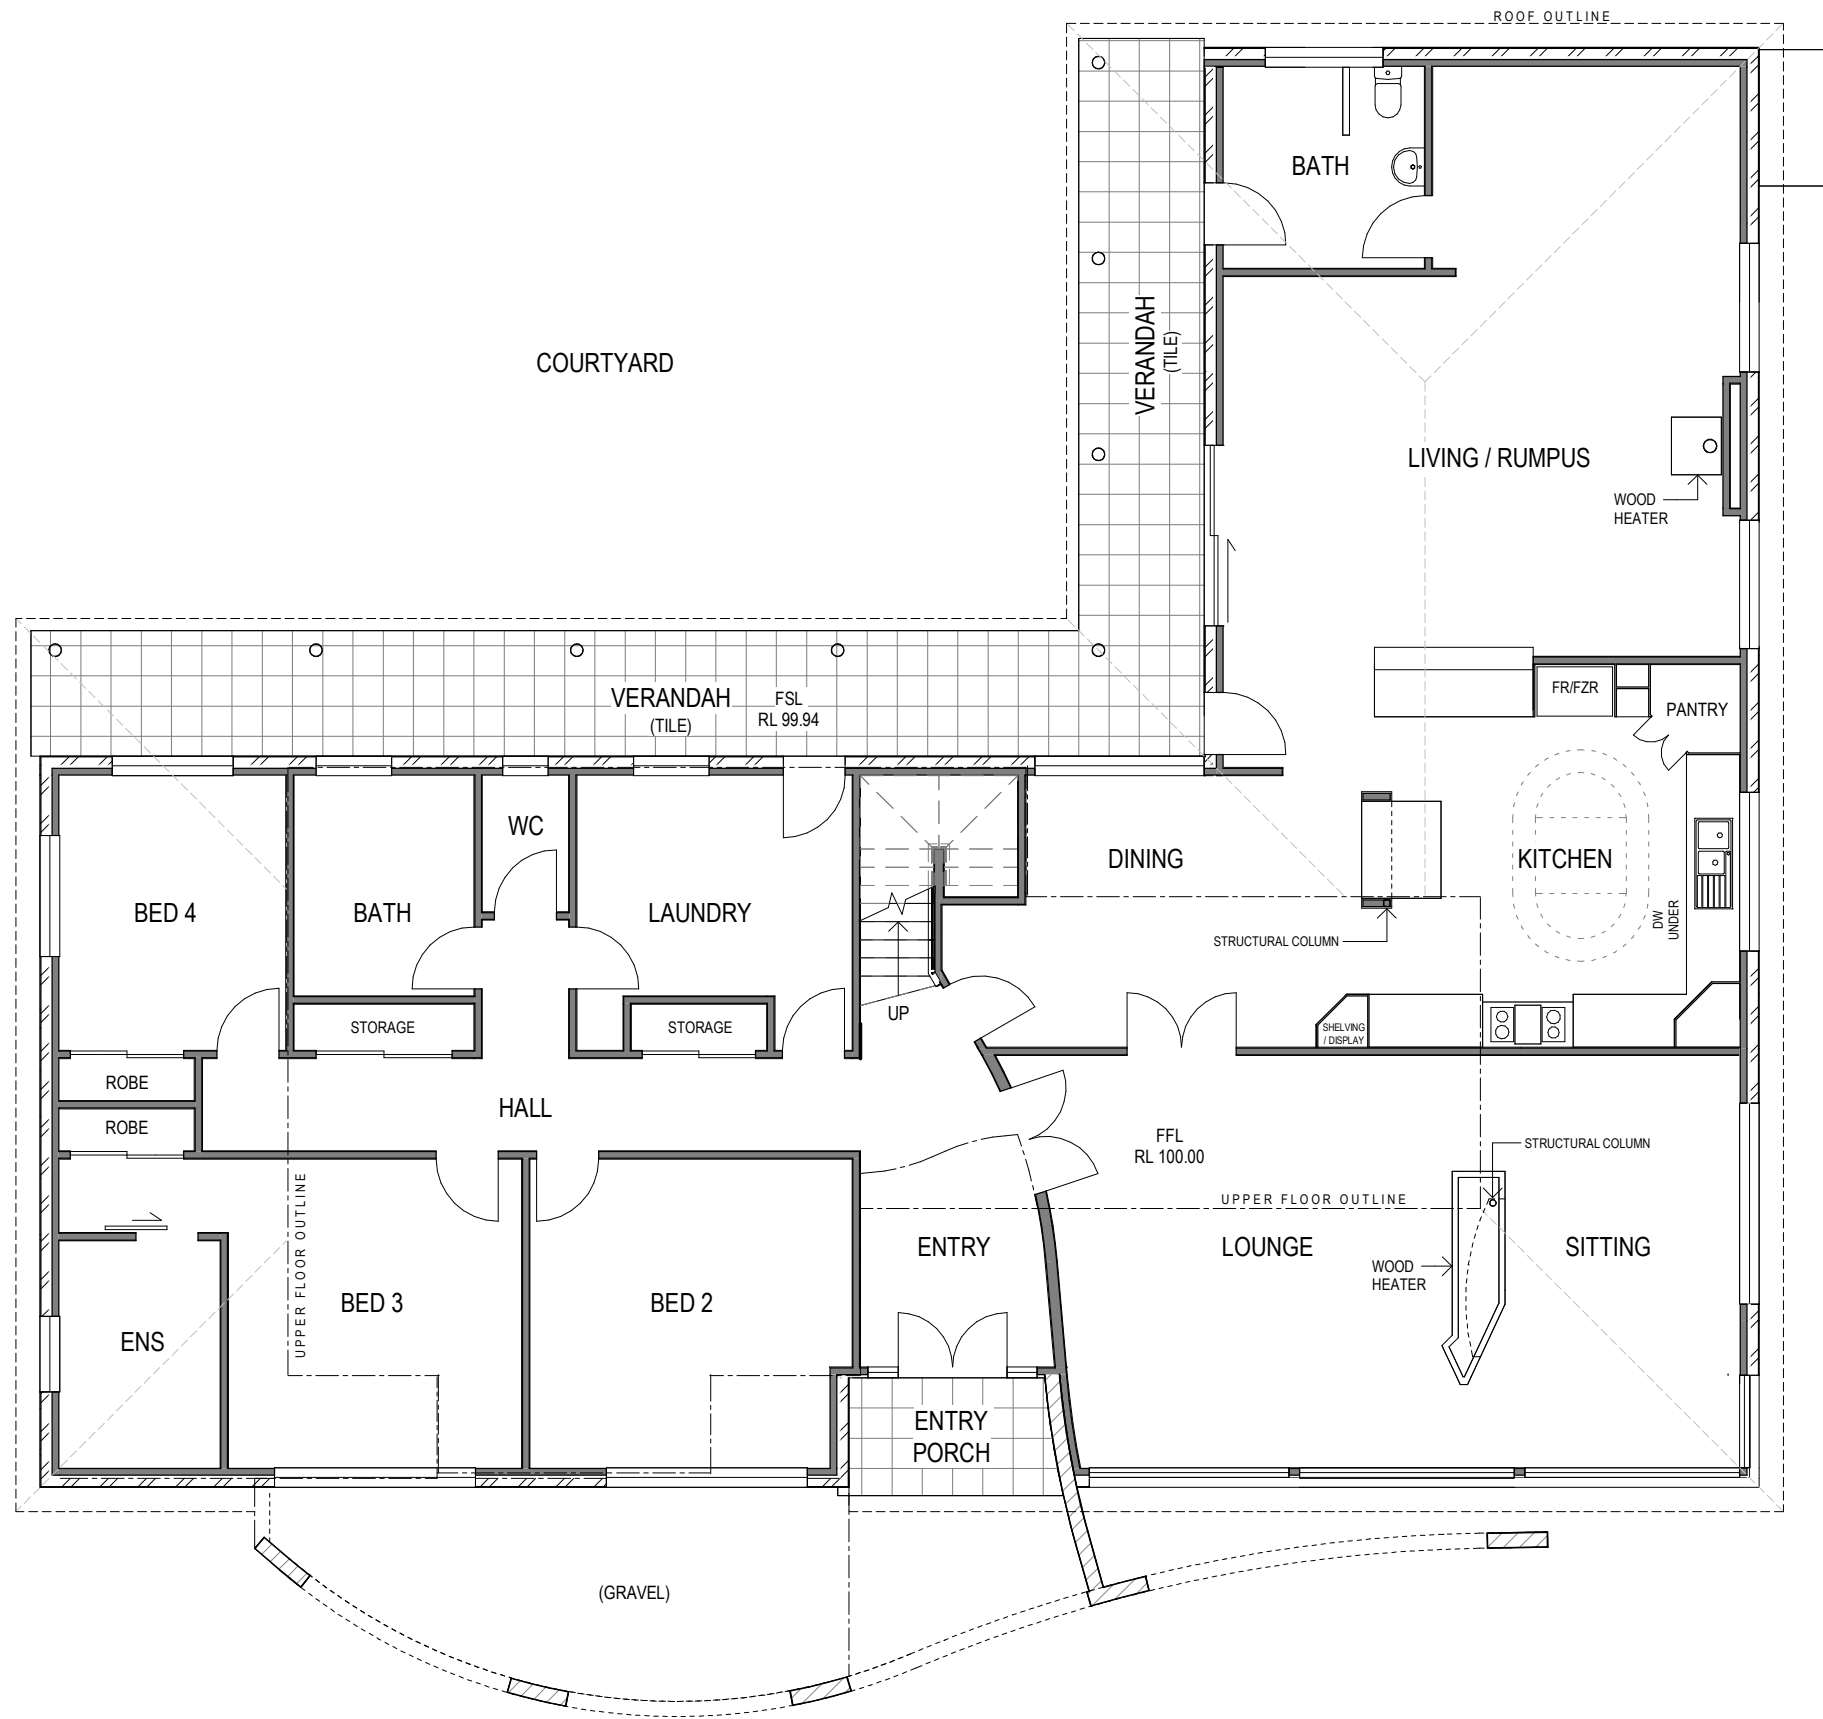 ROOF OUTLINE
BATH
VERANDAH
(TILE)
COURTYARD
LIVING / RUMPUS
WOOD
HEATER
VERANDAH
(TILE)
FSL
RL 99.94
FR/FZR
PANTRY
WC
DINING
KITCHEN
BED 4
BATH
LAUNDRY
DW
UNDER
STRUCTURAL COLUMN
UP
STORAGE
STORAGE
SHELVING
/ DISPLAY
ROBE
HALL
ROBE
FFL
RL 100.00
STRUCTURAL COLUMN
UPPER FLOOR OUTLINE
UPPER FLOOR OUTLINE
ENTRY
LOUNGE
SITTING
WOOD
HEATER
BED 3
BED 2
ENS
ENTRY
PORCH
(GRAVEL)